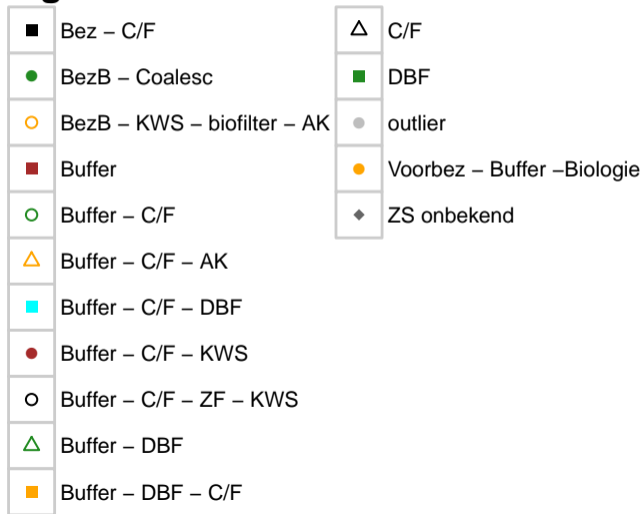 Bez – C/F
BezB – Coalesc
BezB – KWS – biofilter – AK
Buffer
Buffer – C/F
Buffer – C/F – AK
Buffer – C/F – DBF
Buffer – C/F – KWS
Buffer – C/F – ZF – KWS
Buffer – DBF
Buffer – DBF – C/F
C/F
DBF
outlier
Voorbez – Buffer –Biologie
ZS onbekend